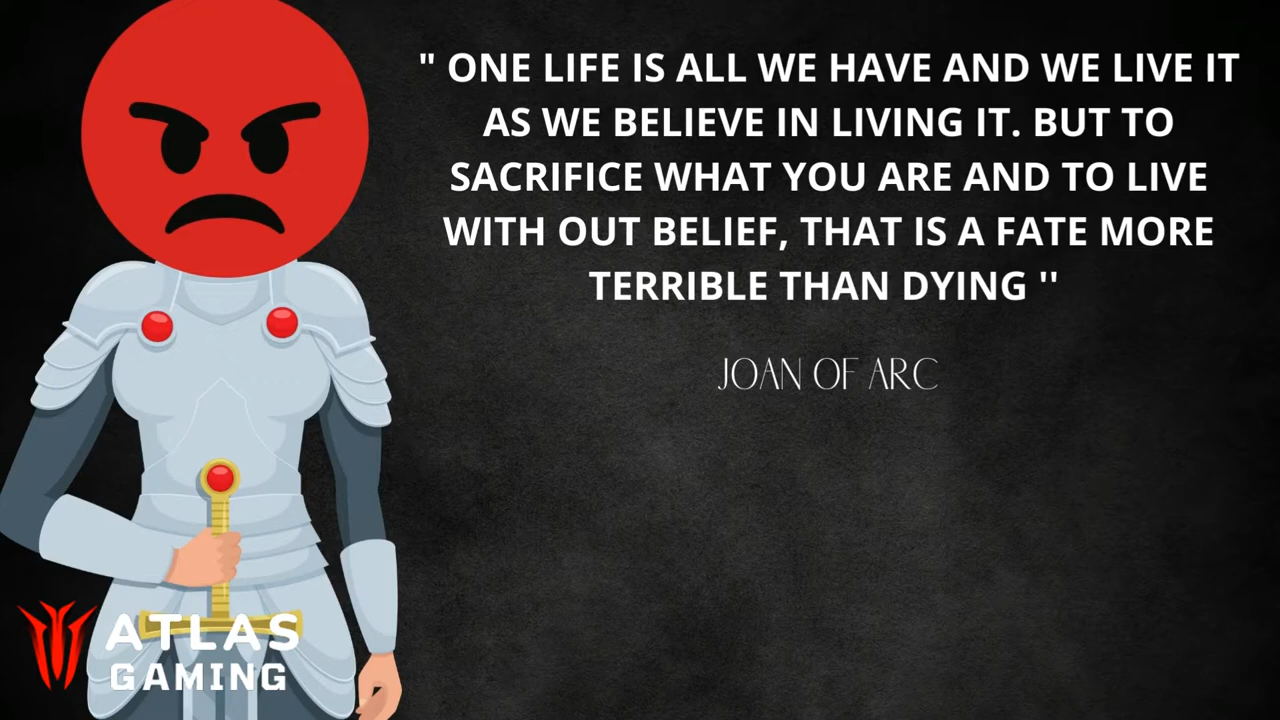 " ONE LIFE IS ALL WE HAVE AND WE LIVE IT
AS WE BELIEVE IN LIVING IT. BUT TO
SACRIFICE WHAT YOU ARE AND TO LIVE
WITH OUT BELIEF, THAT IS A FATE MORE
TERRIBLE THAN DYING ''
JOAN OF ARC
ATLAS
GAMING